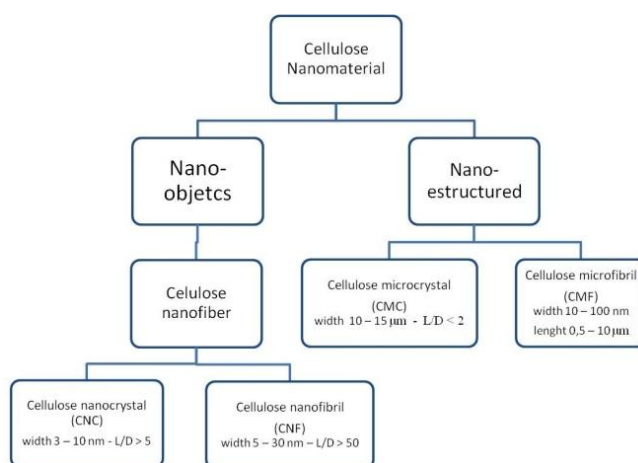 Cellulose
Nanomaterial
Nano-
objetcs
Nano-
estructured
Celulose
nanofiber
Cellulose microcrystal
(CMC)
width 10 – 15 µm - L/D < 2
Cellulose microfibril
(CMF)
width 10 – 100 nm
lenght 0,5 – 10 µm
Cellulose nanocrystal
(CNC)
width 3 – 10 nm - L/D > 5
Cellulose nanofibril
(CNF)
width 5 – 30 nm – L/D > 50